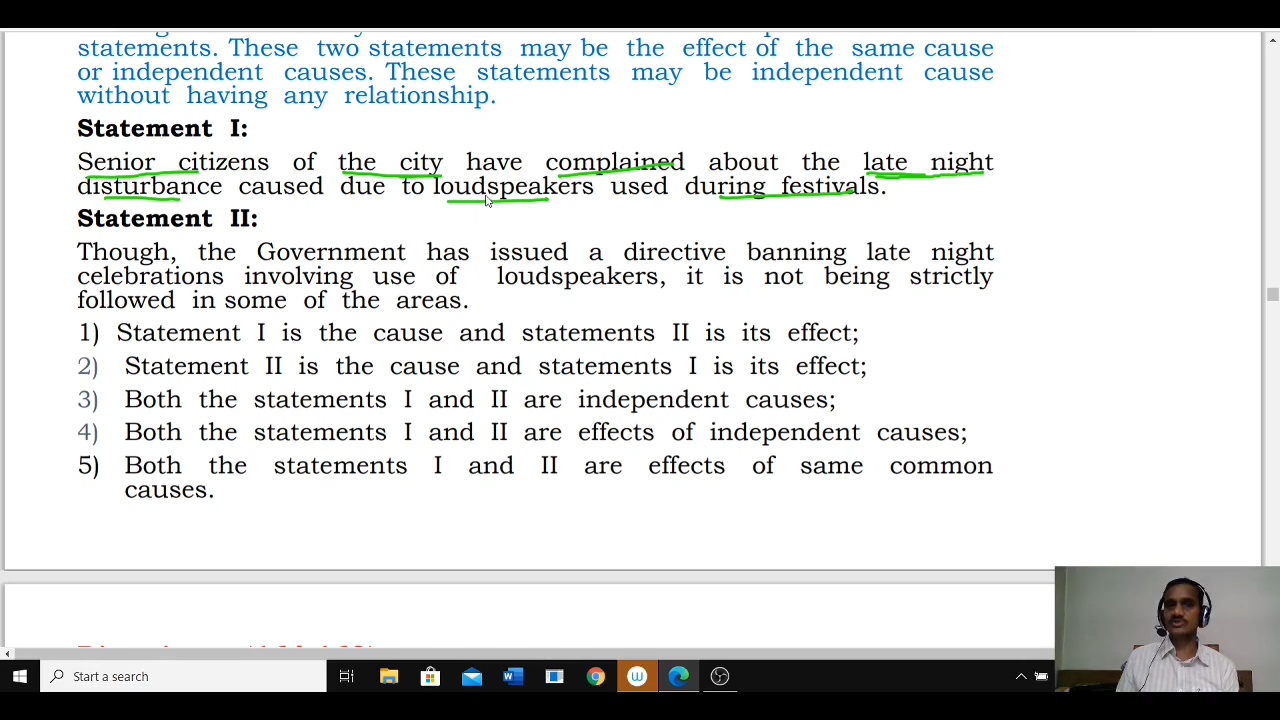 statements. These two statements may be the effect of the same cause
or independent causes. These statements may be independent cause
without having any relationship.
Statement I:
Senior citizens of the city have complained about the late night
disturbance caused due to loudspeakers used during festivals.
Statement II:
Though, the Government has issued a directive banning late night
celebrations involving use of loudspeakers, it is not being strictly
followed in some of the areas.
1) Statement I is the cause and statements II is its effect;
2) Statement II is the cause and statements I is its effect;
3) Both the statements I and II are independent causes;
4) Both the statements I and II are effects of independent causes;
5) Both the statements I and II are effects of same common
causes.
Start a search